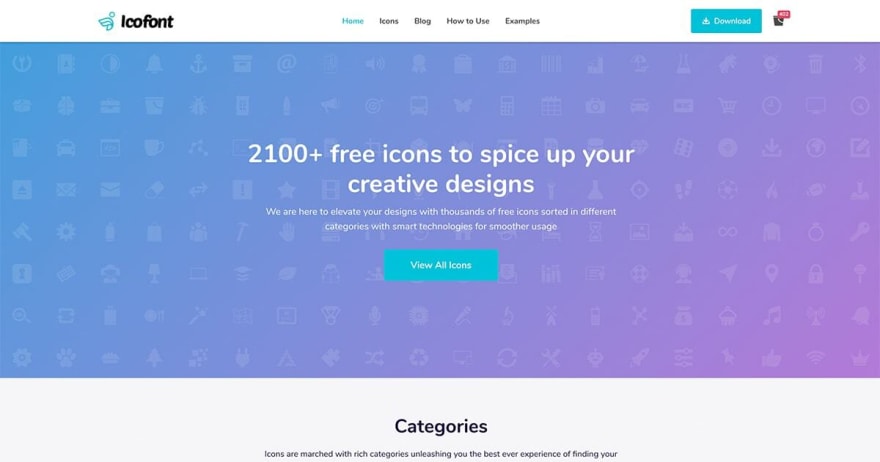 Icofont
Home Icons Blog How to Use Examples
Download
2100+ free icons to spice up your
creative designs
We are here to elevate your designs with thousands of free icons sorted in different
categories with smart technologies for smoother usage
View All Icons
Categories
Icons are marched with rich categories unleashing you the best ever experience of finding your